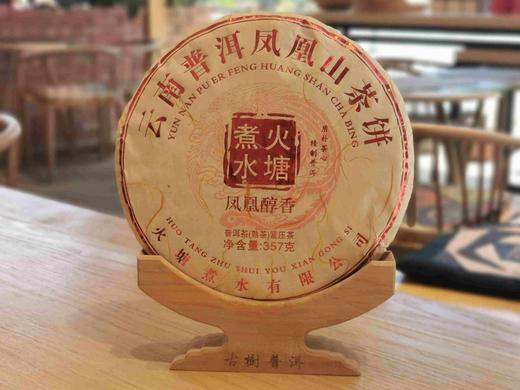 云南普洱凤凰山茶饼
YUN NAN PU ER FENG HUANG SHAN CHA BING
火塘
煮水
凤凰醇香
普洱茶(熟茶)紧压茶
净含量:357克
HUO TANG ZHU SHUI YOU XIAN GONG SI
火塘煮水有限公司
古樹普洱